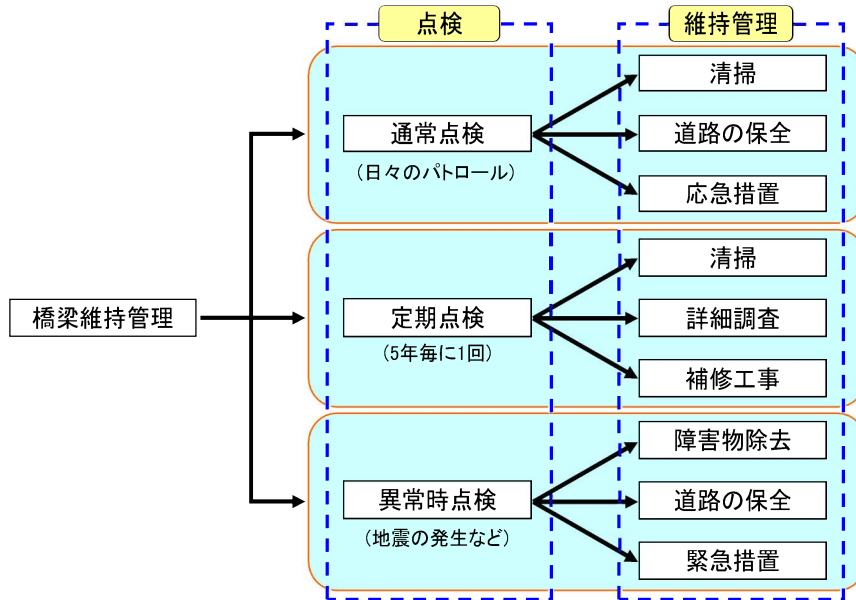 点検
維持管理
橋梁維持管理
通常点検
(日々のパトロール)
清掃
道路の保全
応急措置
定期点検
(5年毎に1回)
清掃
詳細調査
補修工事
異常時点検
(地震の発生など)
障害物除去
道路の保全
緊急措置